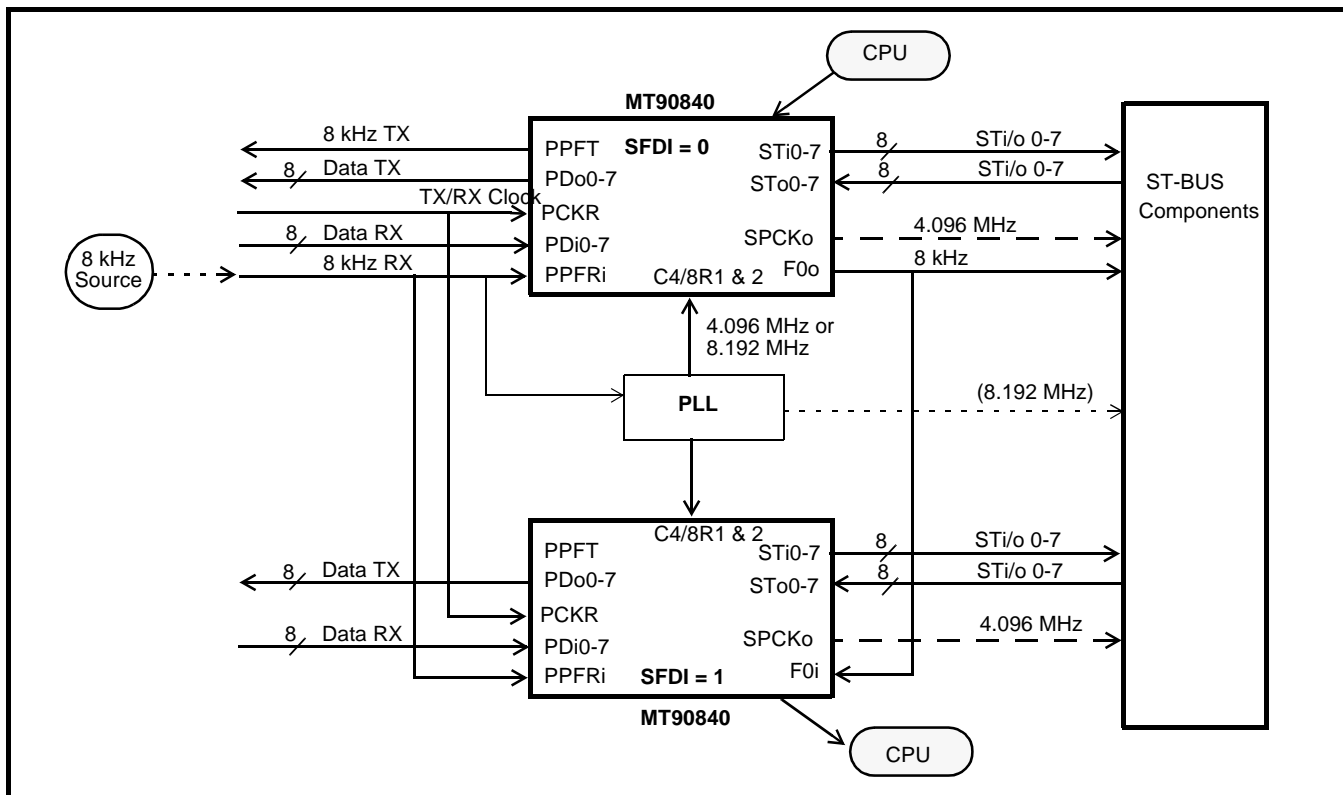 CPU
MT90840
8 kHz TX
PPFT
SFDI = 0
STi0-7
8
STi/o 0-7
8
Data TX
PDo0-7
STo0-7
8
STi/o 0-7
ST-BUS
Components
TX/RX Clock
PCKR
8
Data RX
PDi0-7
SPCKo
4.096 MHz
8 kHz
Source
8 kHz RX
PPFRi
C4/8R1 & 2
F0o
8 kHz
4.096 MHz or
8.192 MHz
PLL
(8.192 MHz)
C4/8R1 & 2
PPFT
STi0-7
8
STi/o 0-7
8
Data TX
PDo0-7
STo0-7
8
STi/o 0-7
PCKR
8
Data RX
PDi0-7
SPCKo
4.096 MHz
PPFRi
SFDI = 1
F0i
MT90840
CPU